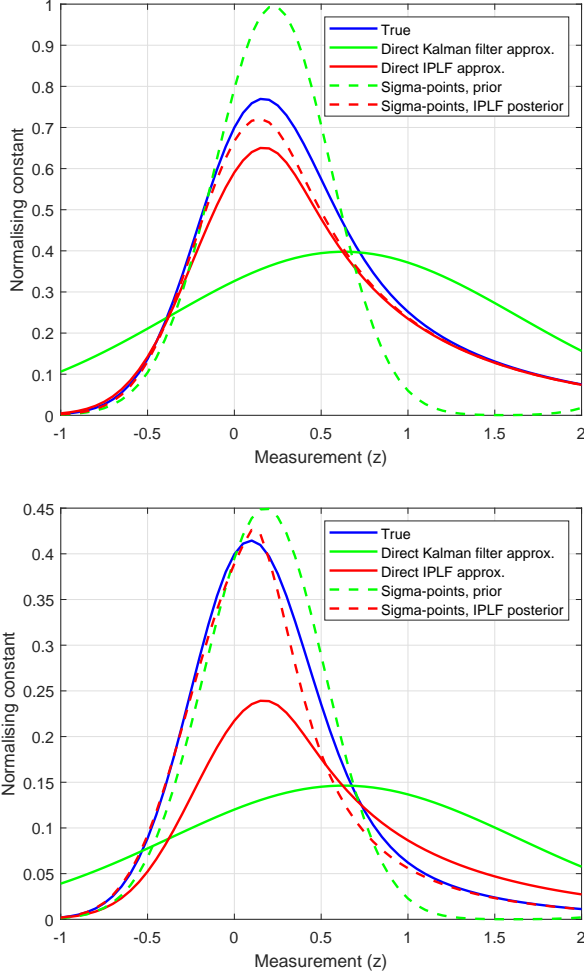 1
0.9
0.8
0.7
0.6
0.5
0.4
0.3
0.2
0.1
0
Normalising constant
True
Direct Kalman filter approx.
Direct IPLF approx.
Sigma-points, prior
Sigma-points, IPLF posterior
-1 -0.5 0 0.5 1 1.5 2
Measurement (z)
0.45
0.4
0.35
0.3
0.25
0.2
0.15
0.1
0.05
0
Normalising constant
True
Direct Kalman filter approx.
Direct IPLF approx.
Sigma-points, prior
Sigma-points, IPLF posterior
-1 -0.5 0 0.5 1 1.5 2
Measurement (z)